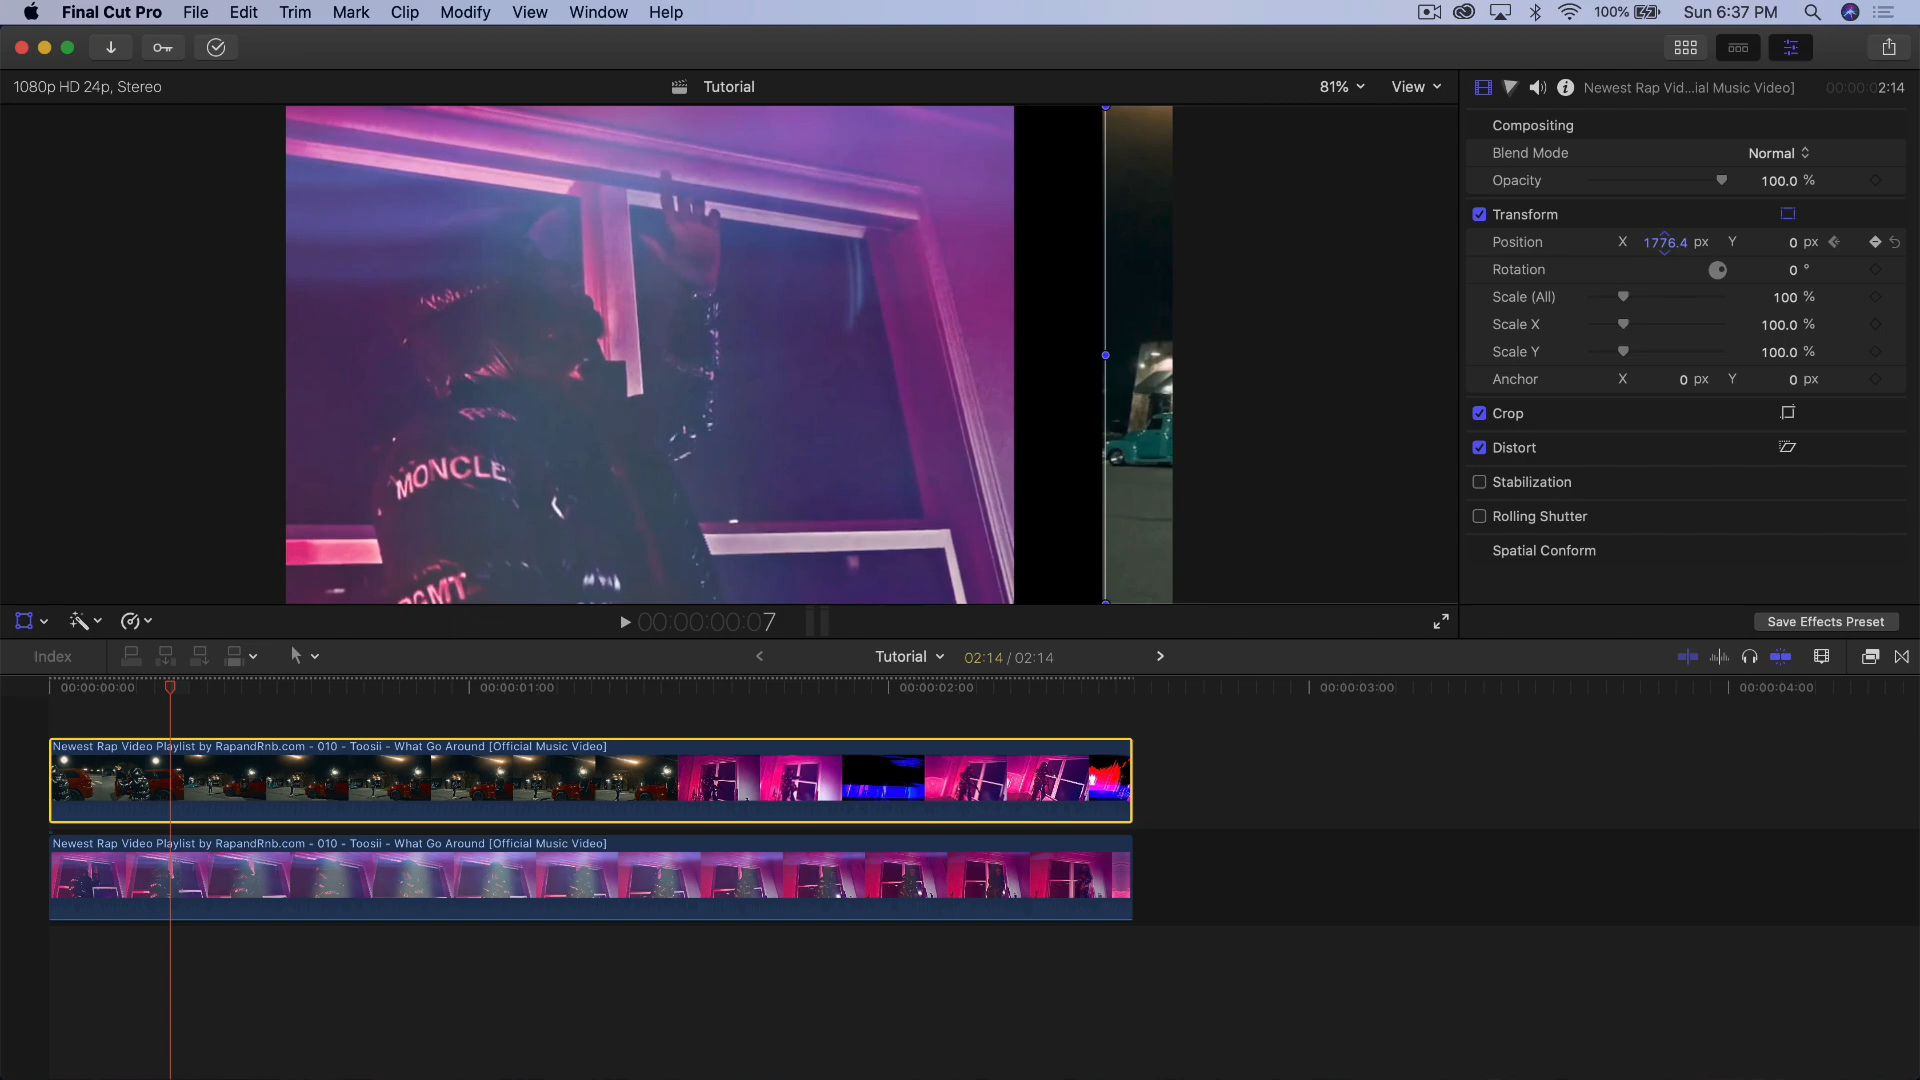 Final Cut Pro File Edit Trim Mark Clip Modify View Window Help 100% Sun 6:37 PM
1080p HD 24p, Stereo Tutorial 81% View Newest Rap Vid...ial Music Video] 00:00:02:14
Compositing
Blend Mode Normal
Opacity 100.0 %
Transform
Position X 1776.4 px Y 0 px
Rotation 0 °
Scale (All) 100 %
Scale X 100.0 %
Scale Y 100.0 %
Anchor X 0 px Y 0 px
Crop
Distort
Stabilization
Rolling Shutter
Spatial Conform
MONCLE
00:00:00:07 Save Effects Preset
Index Tutorial 02:14 / 02:14
00:00:00:00 00:00:01:00 00:00:02:00 00:00:03:00 00:00:04:00
Newest Rap Video Playlist by RapandRnb.com - 010 - Toosii - What Go Around [Official Music Video]
Newest Rap Video Playlist by RapandRnb.com - 010 - Toosii - What Go Around [Official Music Video]